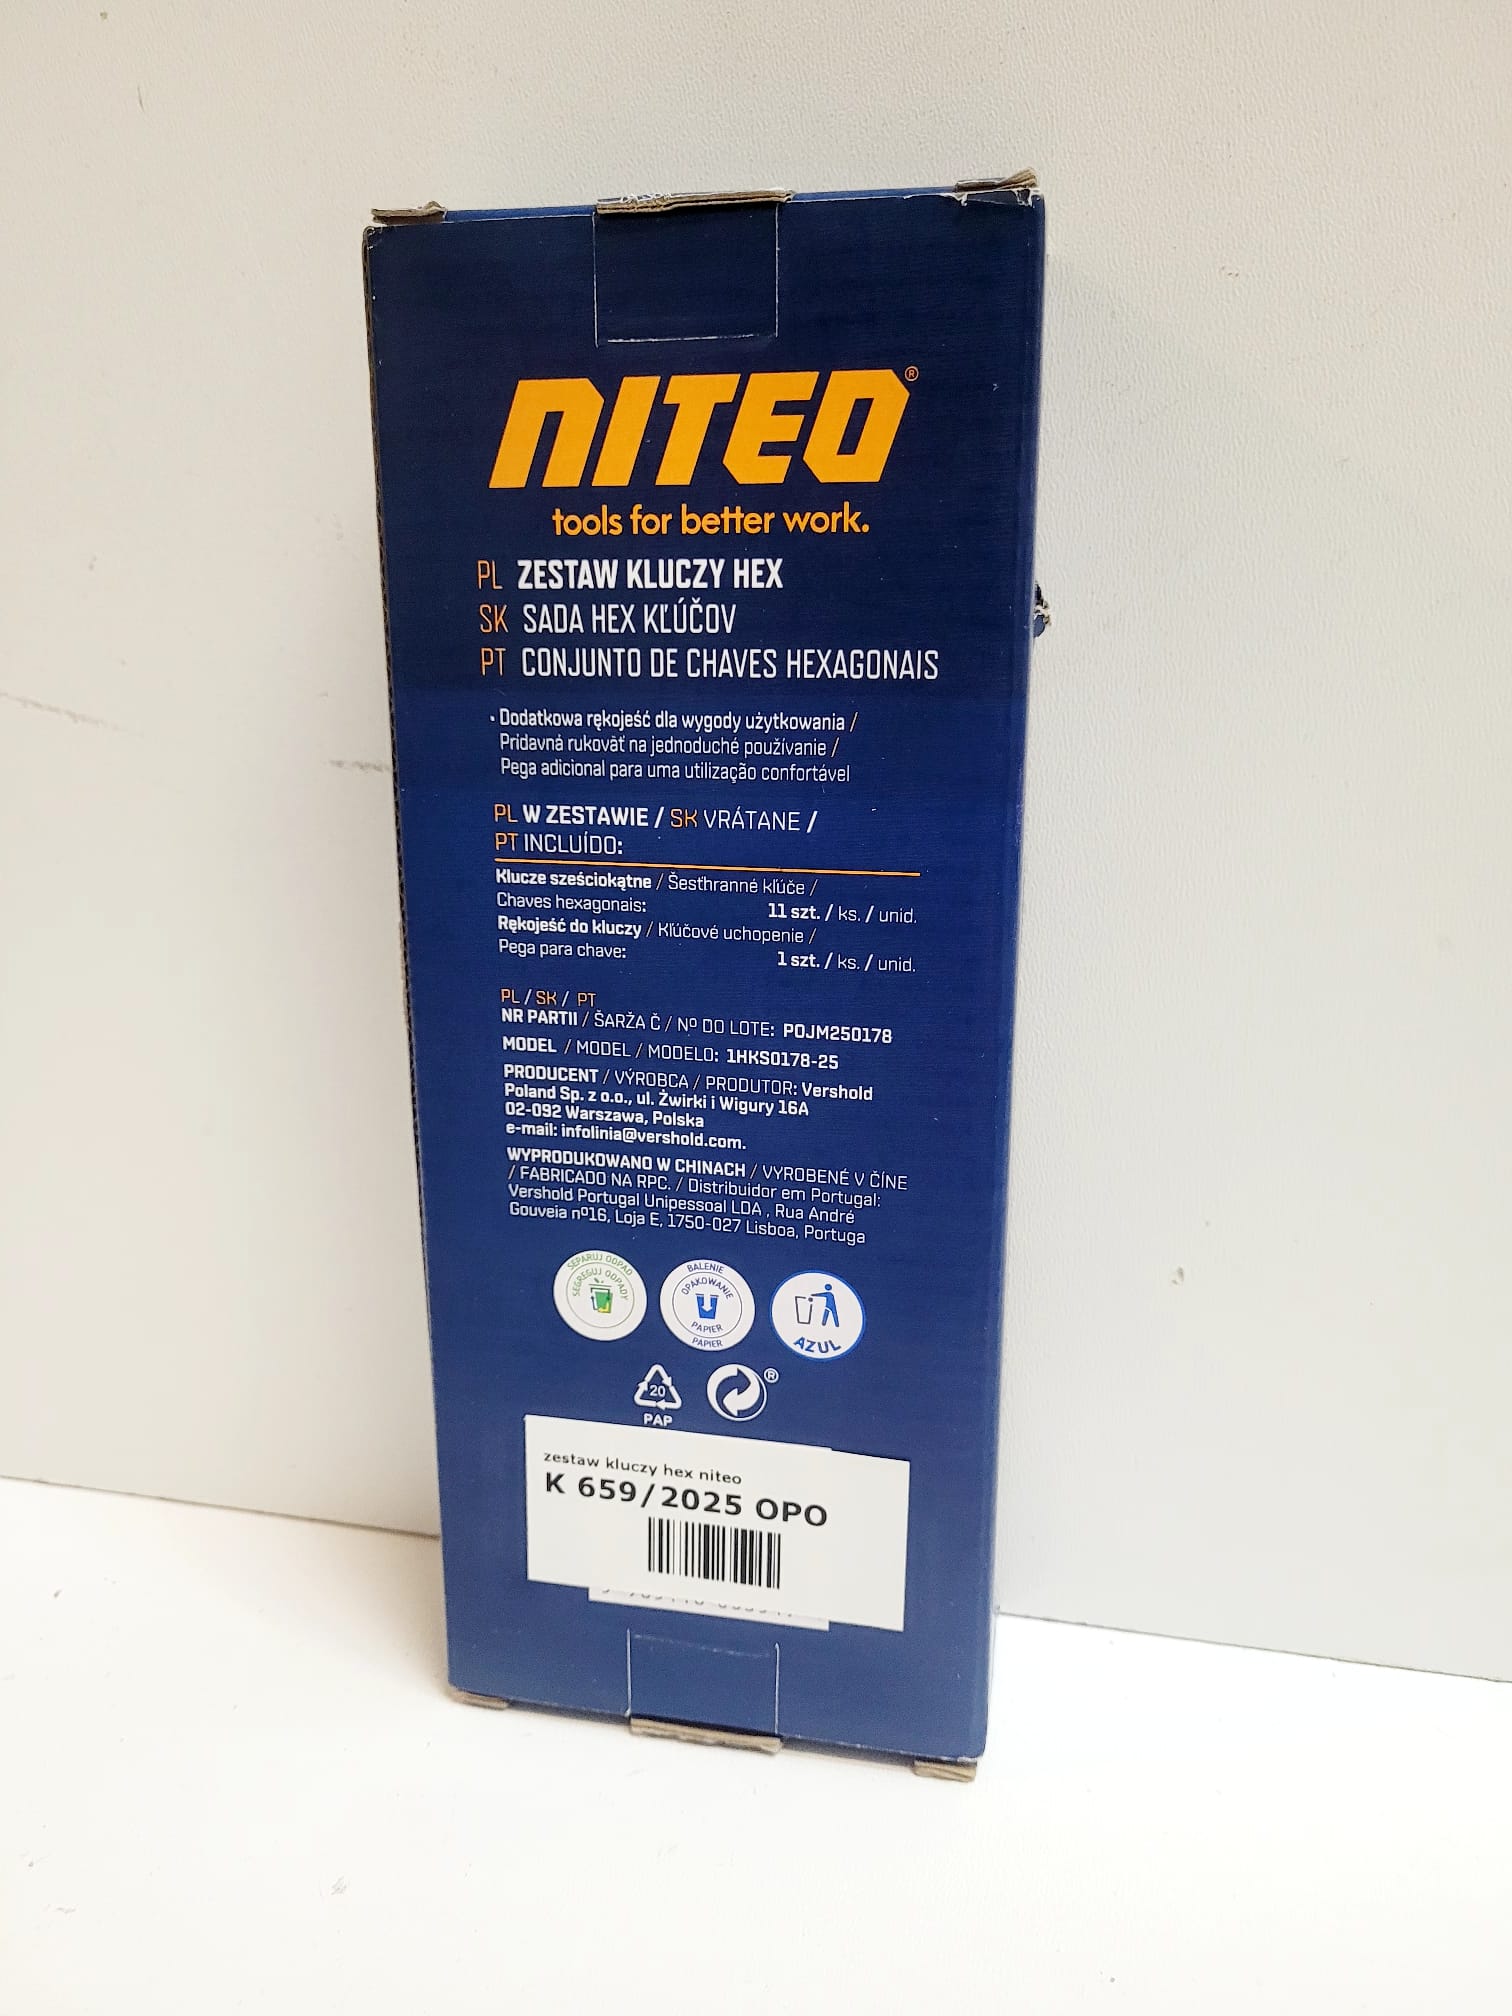 NITEO®
tools for better work.
PL ZESTAW KLUCZY HEX
SK SADA HEX KĽÚČOV
PT CONJUNTO DE CHAVES HEXAGONAIS
• Dodatkowa rękojeść dla wygody użytkowania /
Pridavná rukoväť na jednoduché používanie /
Pega adicional para uma utilização confortável
PL W ZESTAWIE / SK VRÁTANE /
PT INCLUÍDO:
Klucze sześciokątne / Šesťhranné kľúče /
Chaves hexagonais: 11 szt. / ks. / unid.
Rękojeść do kluczy / Kľúčové uchopenie /
Pega para chave: 1 szt. / ks. / unid.
PL / SK / PT
NR PARTII / ŠARŽA Č / Nº DO LOTE: POJM250178
MODEL / MODEL / MODELO: 1HKS0178-25
PRODUCENT / VÝROBCA / PRODUTOR: Vershold
Poland Sp. z o.o., ul. Żwirki i Wigury 16A
02-092 Warszawa, Polska
e-mail: infolinia@vershold.com.
WYPRODUKOWANO W CHINACH / VYROBENÉ V ČÍNE
/ FABRICADO NA RPC. / Distribuidor em Portugal:
Vershold Portugal Unipessoal LDA , Rua André
Gouveia nº16, Loja E, 1750-027 Lisboa, Portuga
SEPARUJ ODPAD
SEGREGUJ ODPADY
BALENIE
OPAKOWANIE
PAPIER
PAPIER
AZUL
20
PAP
®
zestaw kluczy hex niteo
K 659/2025 OPO